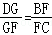 DG/GF = BF/FC